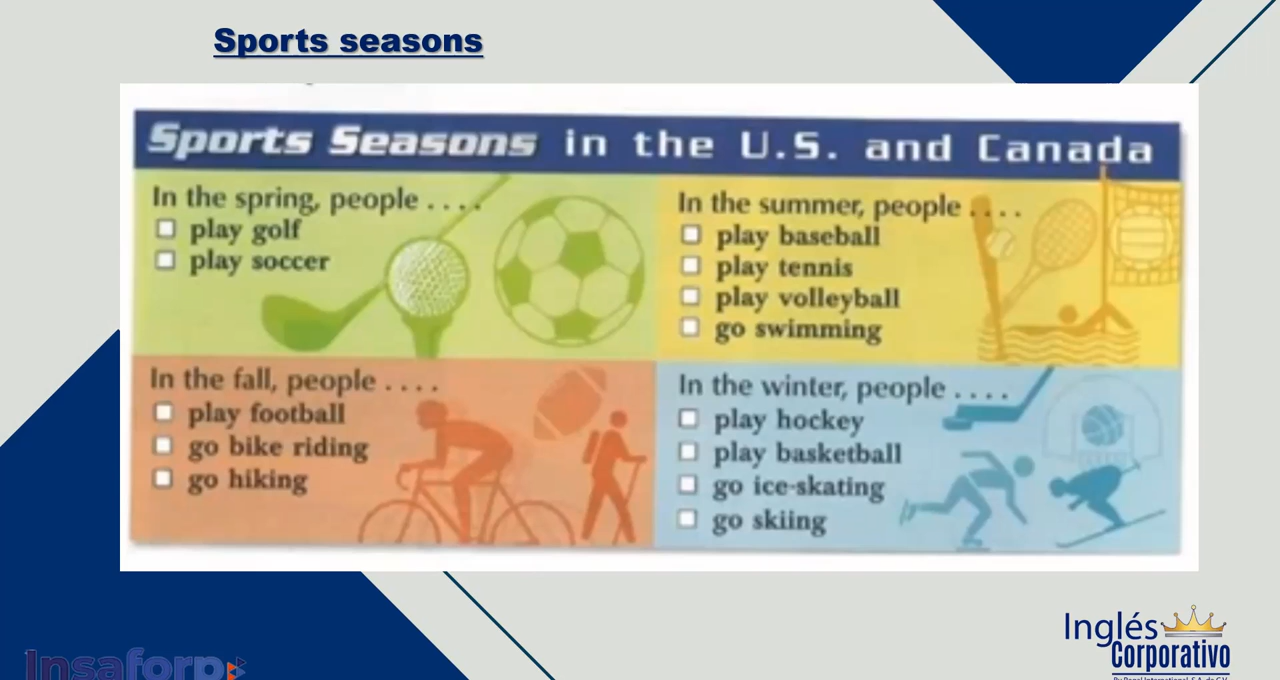 Sports seasons
Sports Seasons in the U.S. and Canada
In the spring, people . . . .
play golf
play soccer
In the summer, people . . . .
play baseball
play tennis
play volleyball
go swimming
In the fall, people . . . .
play football
go bike riding
go hiking
In the winter, people . . . .
play hockey
play basketball
go ice-skating
go skiing
Inglés
Corporativo
Insaforp